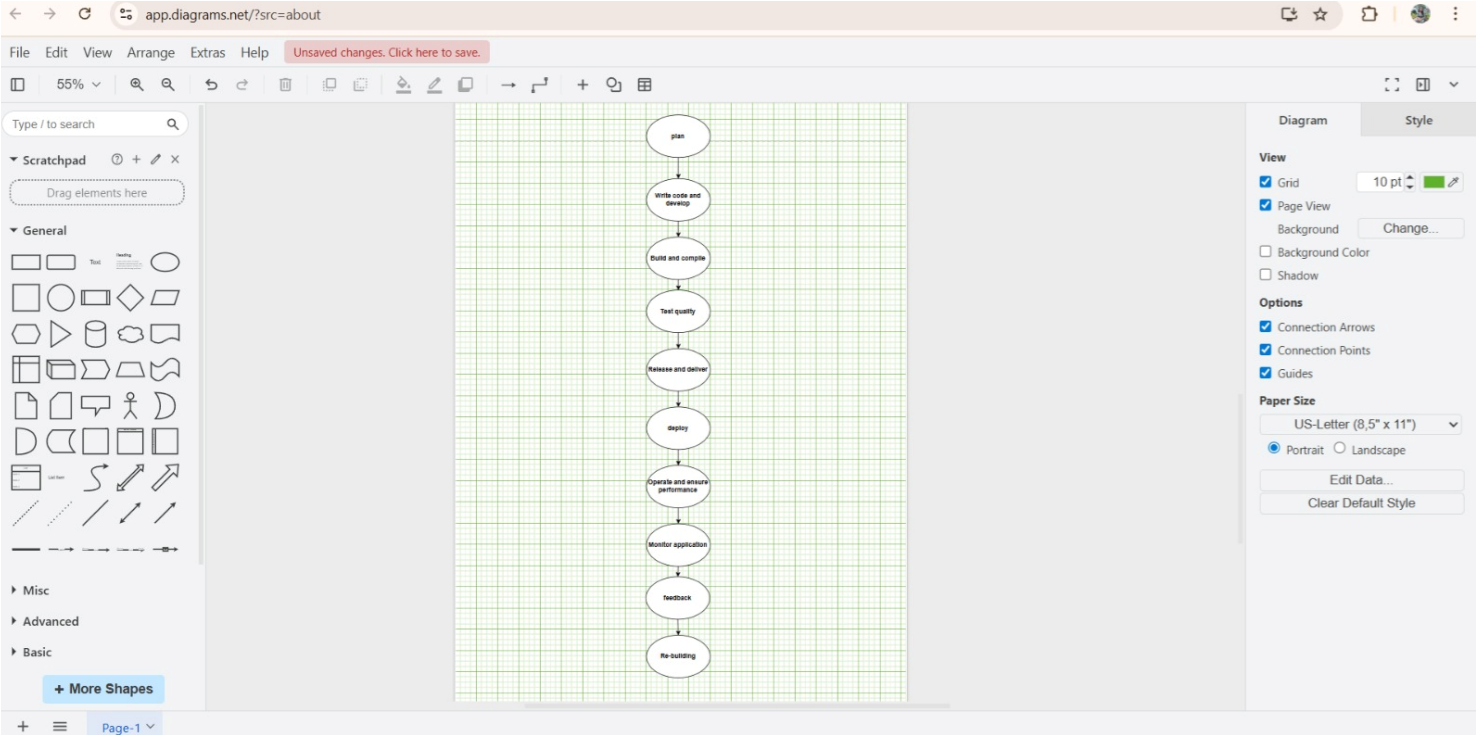 app.diagrams.net/?src=about
File Edit View Arrange Extras Help Unsaved changes. Click here to save.
55%
Type / to search
Scratchpad
Drag elements here
General
Text
Heading
List Item
Misc
Advanced
Basic
+ More Shapes
Page-1
plan
Write code and
develop
Build and compile
Test quality
Release and deliver
deploy
Operate and ensure
performance
Monitor application
feedback
Re-building
Diagram Style
View
Grid 10 pt
Page View
Background Change...
Background Color
Shadow
Options
Connection Arrows
Connection Points
Guides
Paper Size
US-Letter (8,5" x 11")
Portrait Landscape
Edit Data...
Clear Default Style